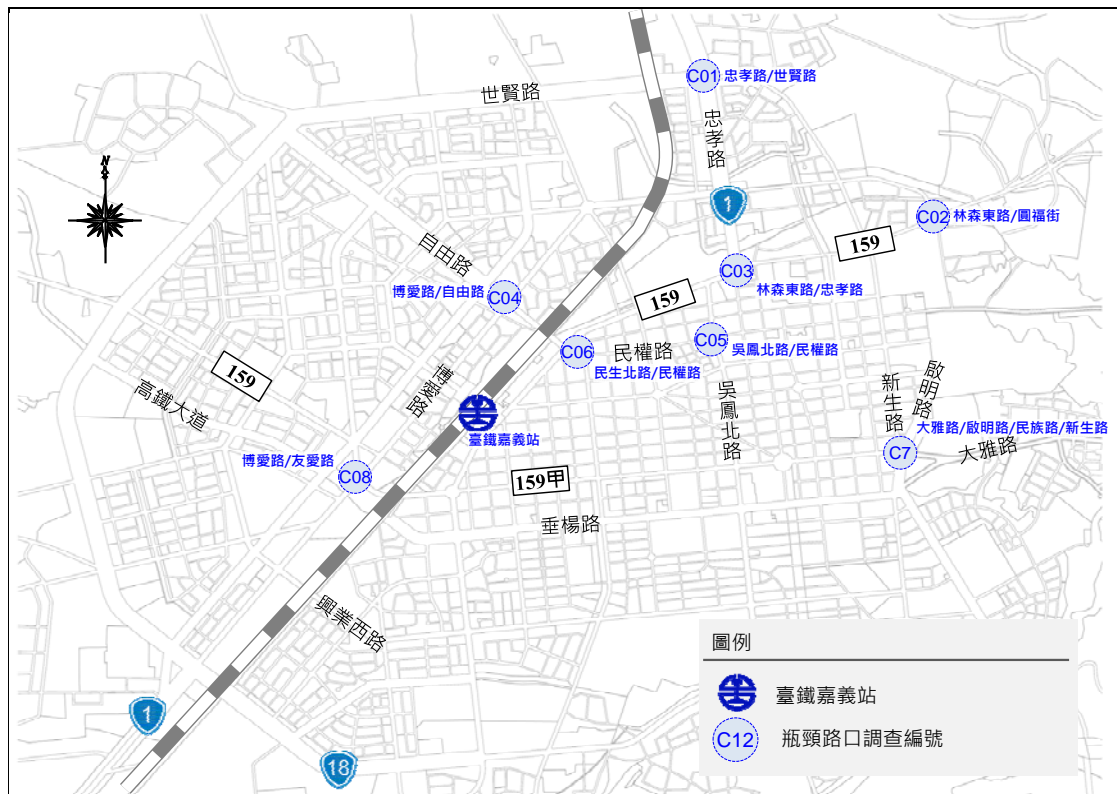 C01
忠孝路/世賢路
世賢路
忠孝路
N
1
C02
林森東路/圓福街
159
自由路
C03
林森東路/忠孝路
博愛路/自由路
C04
159
C05
吳鳳北路/民權路
民權路
C06
民生北路/民權路
159
高鐵大道
博愛路
吳鳳北路
新生路
啟明路
臺鐵嘉義站
大雅路/啟明路/民族路/新生路
C7
大雅路
博愛路/友愛路
C08
159甲
垂楊路
興業西路
1
18
圖例
臺鐵嘉義站
C12
瓶頸路口調查編號